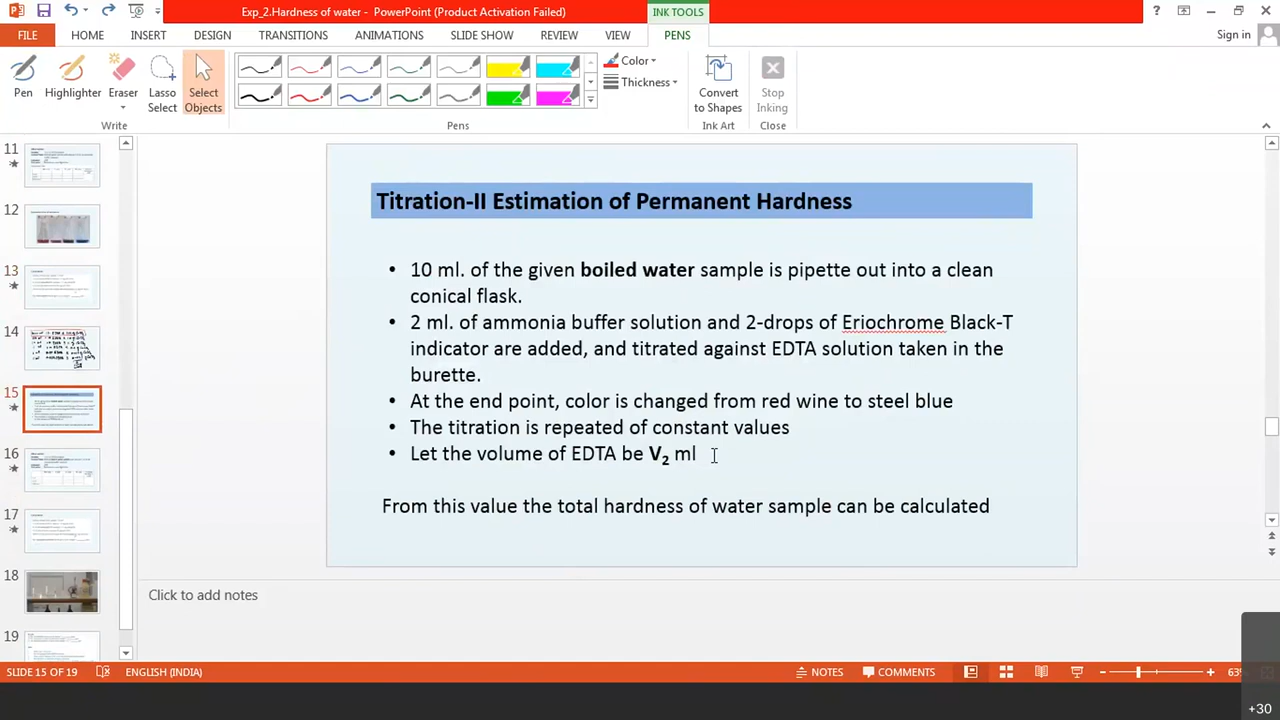 Exp_2.Hardness of water - PowerPoint (Product Activation Failed)
INK TOOLS
? 
FILE HOME INSERT DESIGN TRANSITIONS ANIMATIONS SLIDE SHOW REVIEW VIEW PENS Sign in
Pen Highlighter Eraser Lasso Select Select Objects
Color
Thickness
Convert to Shapes
Stop Inking
Write Pens Ink Art Close
11
12
13
14
15
16
17
18
19
Titration-II Estimation of Permanent Hardness
• 10 ml. of the given boiled water sample is pipette out into a clean
conical flask.
• 2 ml. of ammonia buffer solution and 2-drops of Eriochrome Black-T
indicator are added, and titrated against EDTA solution taken in the
burette.
• At the end point, color is changed from red wine to steel blue
• The titration is repeated of constant values
• Let the volume of EDTA be V₂ ml
From this value the total hardness of water sample can be calculated
Click to add notes
SLIDE 15 OF 19 ENGLISH (INDIA) NOTES COMMENTS 63
+30